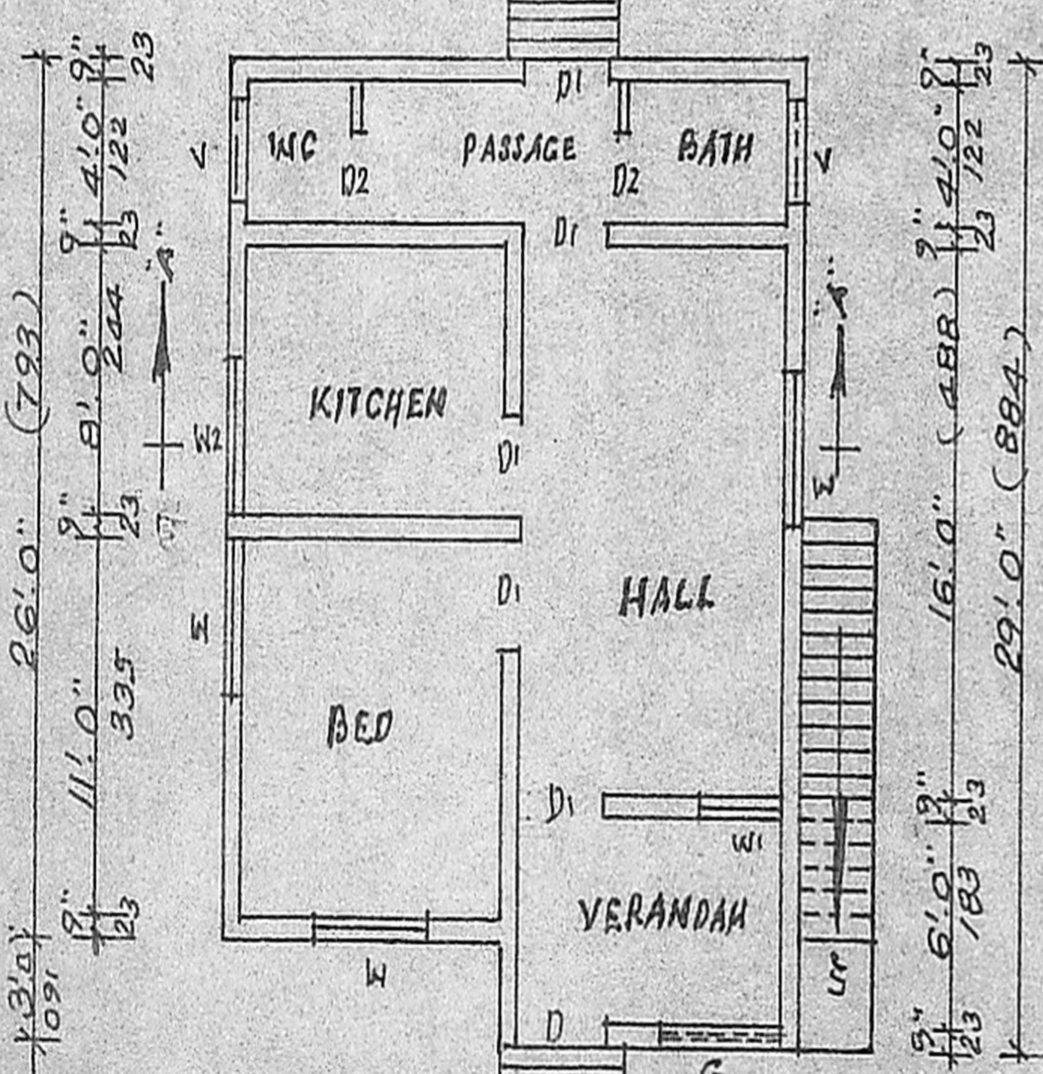 D1
WC
PASSAGE
BATH
D2
D2
V
V
D1
KITCHEN
D1
W2
"A"
"A"
W
D1
HALL
W
BED
D1
W1
VERANDAH
W
D
UP
26'.0" (793)
3'.0"
091
9"
23
4'.0"
122
9"
23
8'.0"
244
9"
23
11'.0"
335
9"
23
9"
23
4'.0"
122
9"
23
16'.0" (488)
9"
23
6'.0"
183
9"
23
29'.0" (884)